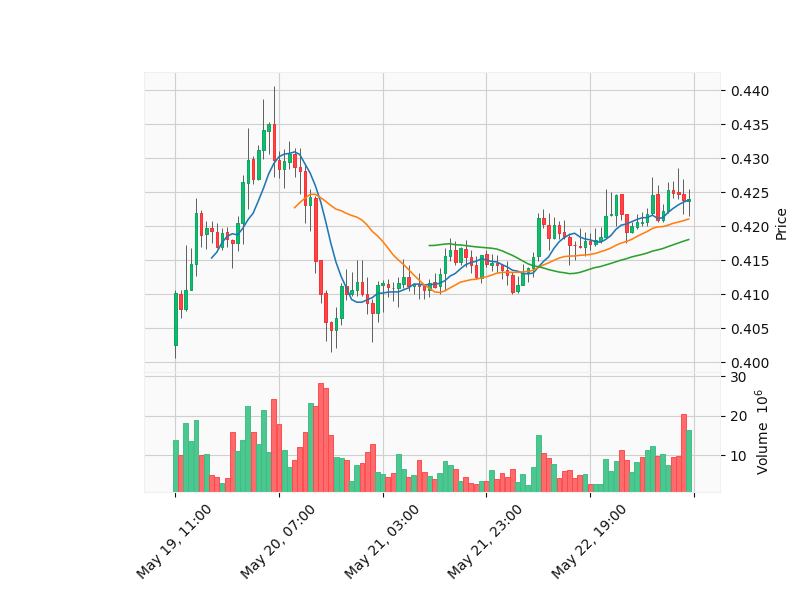 0.440
0.435
0.430
0.425
0.420
0.415
0.410
0.405
0.400
Price
30
20
10
Volume 10⁶
May 19, 11:00
May 20, 07:00
May 21, 03:00
May 21, 23:00
May 22, 19:00